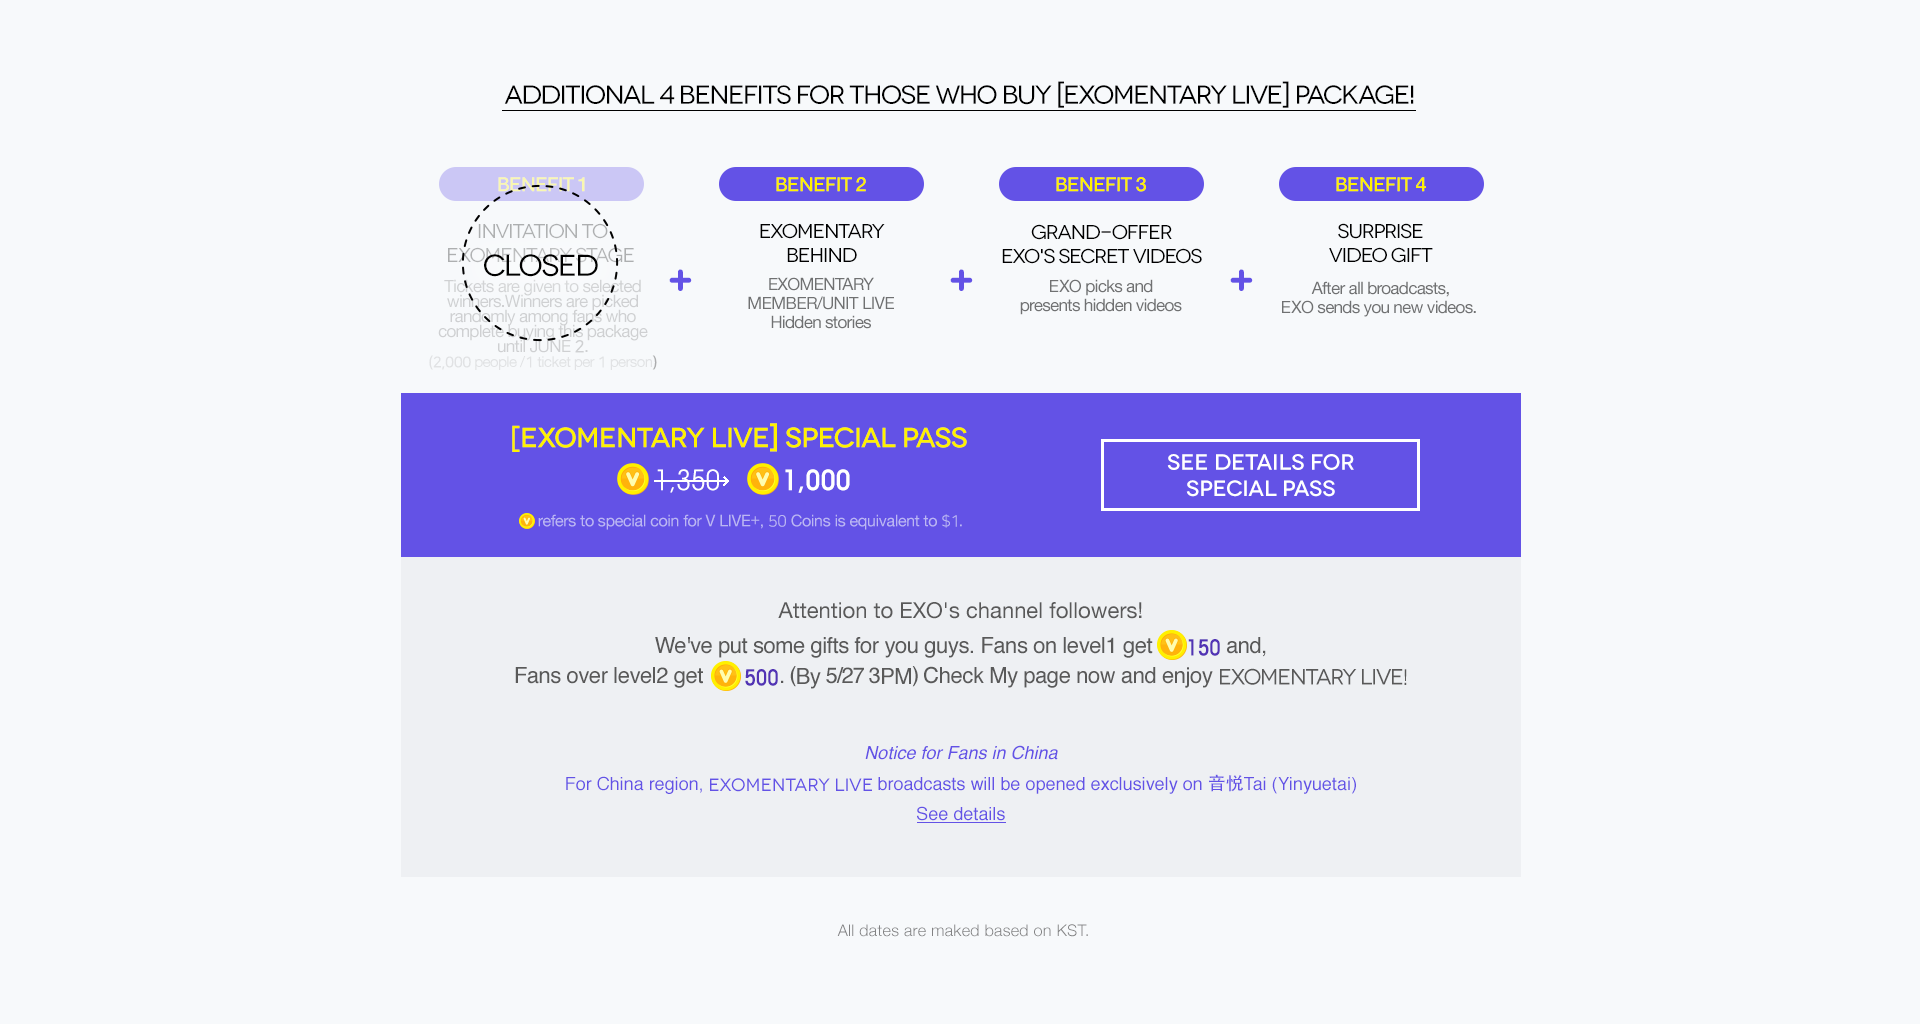 ADDITIONAL 4 BENEFITS FOR THOSE WHO BUY [EXOMENTARY LIVE] PACKAGE!
BENEFIT 1
INVITATION TO
EXOMENTARY STAGE
CLOSED
Tickets are given to selected
winners.Winners are picked
randomly among fans who
complete buying this package
until JUNE 2.
(2,000 people / 1 ticket per 1 person)
+
BENEFIT 2
EXOMENTARY
BEHIND
EXOMENTARY
MEMBER/UNIT LIVE
Hidden stories
+
BENEFIT 3
GRAND-OFFER
EXO'S SECRET VIDEOS
EXO picks and
presents hidden videos
+
BENEFIT 4
SURPRISE
VIDEO GIFT
After all broadcasts,
EXO sends you new videos.
[EXOMENTARY LIVE] SPECIAL PASS
V 1,350 V 1,000
V refers to special coin for V LIVE+, 50 Coins is equivalent to $1.
SEE DETAILS FOR
SPECIAL PASS
Attention to EXO's channel followers!
We've put some gifts for you guys. Fans on level1 get V 150 and,
Fans over level2 get V 500. (By 5/27 3PM) Check My page now and enjoy EXOMENTARY LIVE!
Notice for Fans in China
For China region, EXOMENTARY LIVE broadcasts will be opened exclusively on 音悦Tai (Yinyuetai)
See details
All dates are maked based on KST.